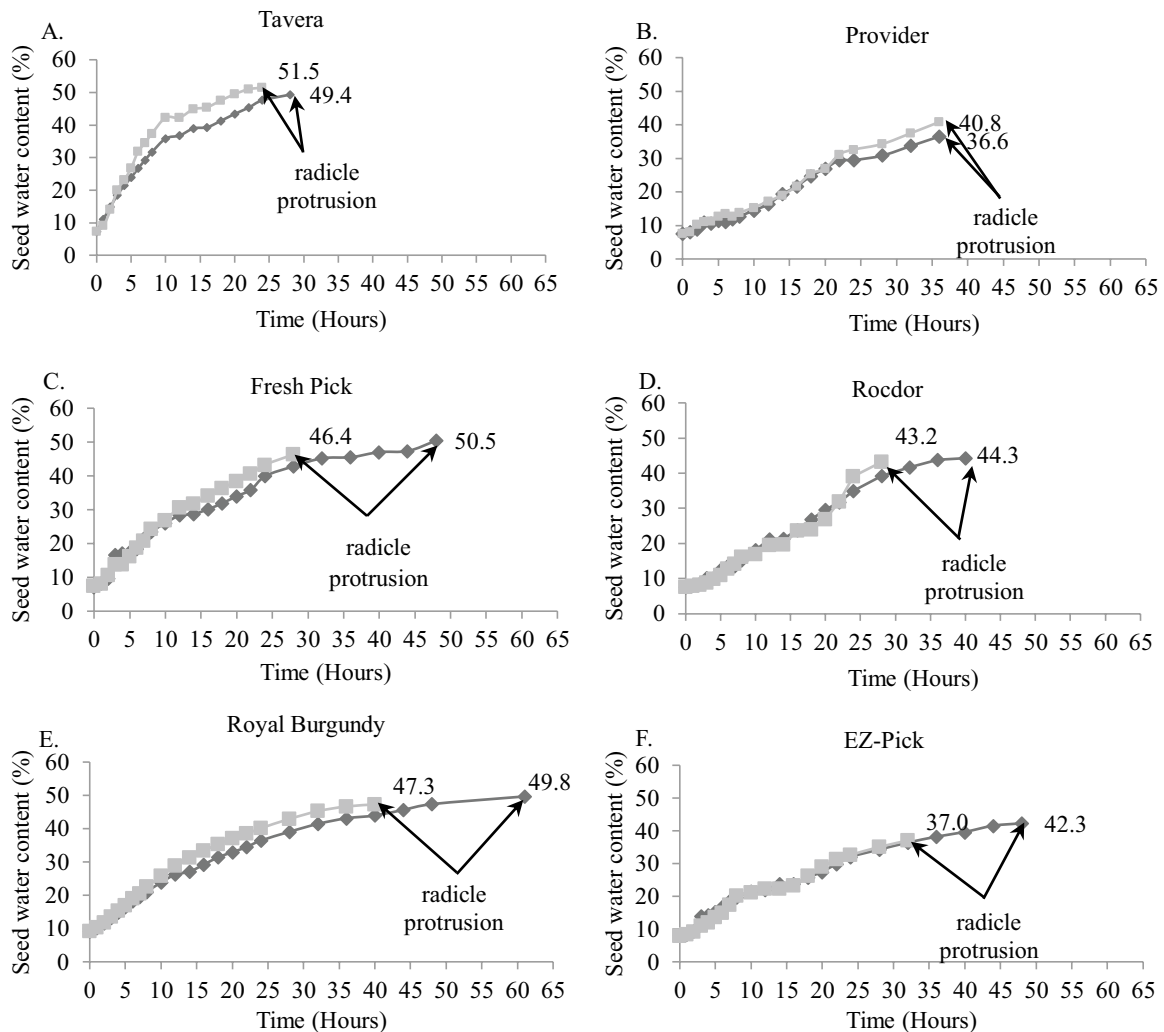 A.
Tavera
Seed water content (%)
60
50
40
30
20
10
0
51.5
49.4
radicle
protrusion
0 5 10 15 20 25 30 35 40 45 50 55 60 65
Time (Hours)
B.
Provider
Seed water content (%)
60
50
40
30
20
10
0
40.8
36.6
radicle
protrusion
0 5 10 15 20 22 30 35 40 45 50 55 60 65
Time (Hours)
C.
Fresh Pick
Seed water content (%)
60
50
40
30
20
10
0
46.4
50.5
radicle
protrusion
0 5 10 15 20 25 30 35 40 45 50 55 60 65
Time (Hours)
D.
Rocdor
Seed water content (%)
60
50
40
30
20
10
0
43.2
44.3
radicle
protrusion
0 5 10 15 20 25 30 35 40 45 50 55 60 65
Time (Hours)
E.
Royal Burgundy
Seed water content (%)
60
50
40
30
20
10
0
47.3
49.8
radicle
protrusion
0 5 10 15 20 25 30 35 40 45 50 55 60 65
Time (Hours)
F.
EZ-Pick
Seed water content (%)
60
50
40
30
20
10
0
37.0
42.3
radicle
protrusion
0 5 10 15 20 25 30 35 40 45 50 55 60 65
Time (Hours)